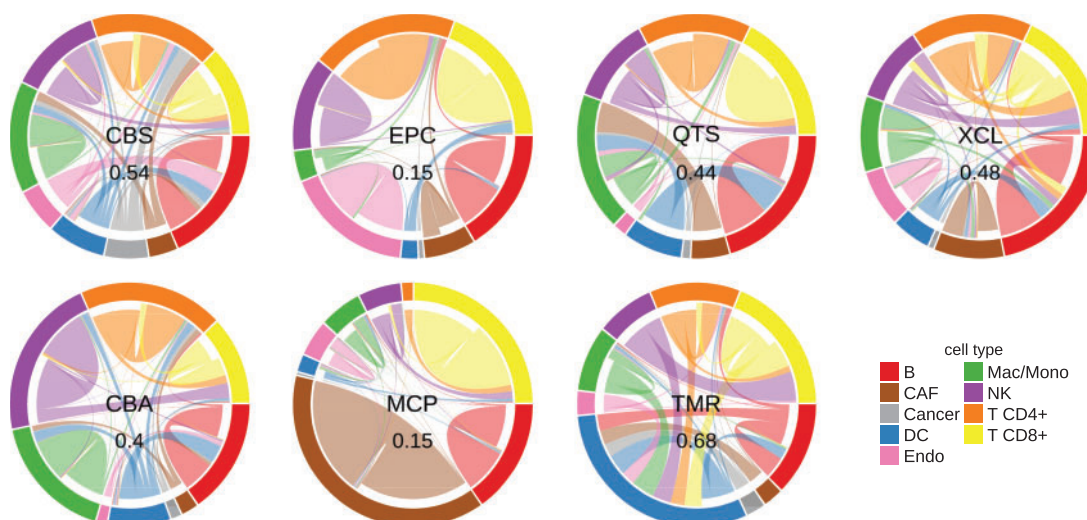 CBS
0.54
EPC
0.15
QTS
0.44
XCL
0.48
CBA
0.4
MCP
0.15
TMR
0.68
cell type
B
CAF
Cancer
DC
Endo
Mac/Mono
NK
T CD4+
T CD8+